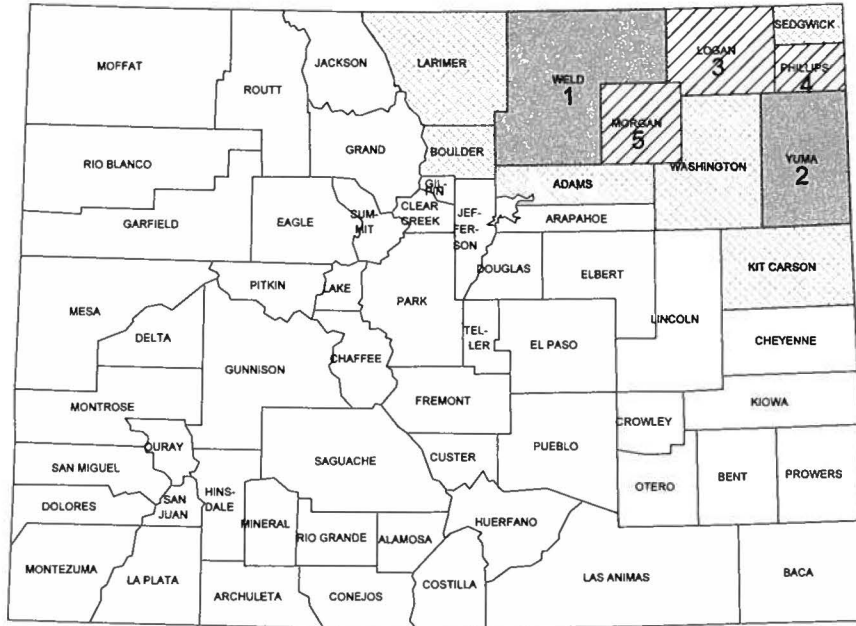 MOFFAT
ROUTT
JACKSON
LARIMER
WELD
1
LOGAN
3
SEDGWICK
PHILLIPS
4
MORGAN
5
RIO BLANCO
GRAND
BOULDER
WASHINGTON
YUMA
2
GARFIELD
EAGLE
SUM-
MIT
GIL-
PIN
CLEAR
CREEK
JEF-
FER-
SON
ADAMS
ARAPAHOE
DOUGLAS
ELBERT
KIT CARSON
MESA
PITKIN
LAKE
PARK
LINCOLN
DELTA
GUNNISON
CHAFFEE
TEL-
LER
EL PASO
CHEYENNE
MONTROSE
FREMONT
CROWLEY
KIOWA
OURAY
SAGUACHE
CUSTER
PUEBLO
SAN MIGUEL
OTERO
BENT
PROWERS
DOLORES
SAN
JUAN
HINS-
DALE
MINERAL
RIO GRANDE
ALAMOSA
HUERFANO
MONTEZUMA
LA PLATA
ARCHULETA
CONEJOS
COSTILLA
LAS ANIMAS
BACA